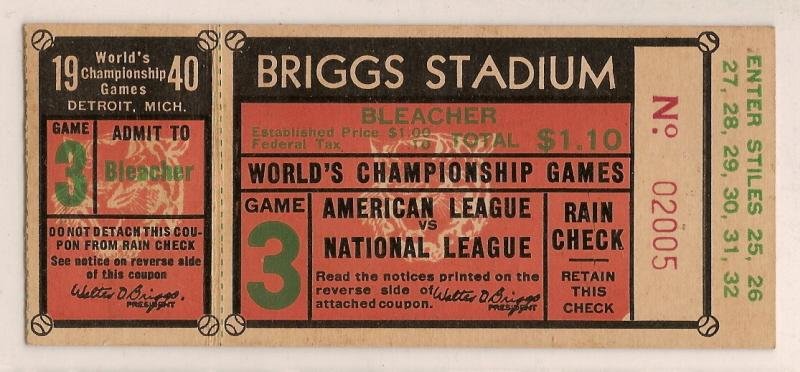 World's
19 Championship 40
Games
DETROIT, MICH.
GAME
3
ADMIT TO
Bleacher
DO NOT DETACH THIS COU-
PON FROM RAIN CHECK
See notice on reverse side
of this coupon
Walter O. Briggs.
PRESIDENT
BRIGGS STADIUM
BLEACHER
Established Price $1.00
Federal Tax .10
TOTAL $1.10
WORLD'S CHAMPIONSHIP GAMES
GAME
3
AMERICAN LEAGUE
VS
NATIONAL LEAGUE
Read the notices printed on the
reverse side of
attached coupon.
Walter O. Briggs
PRESIDENT
RAIN
CHECK
RETAIN
THIS
CHECK
No. 02005
ENTER STILES 25, 26
27, 28, 29, 30, 31, 32